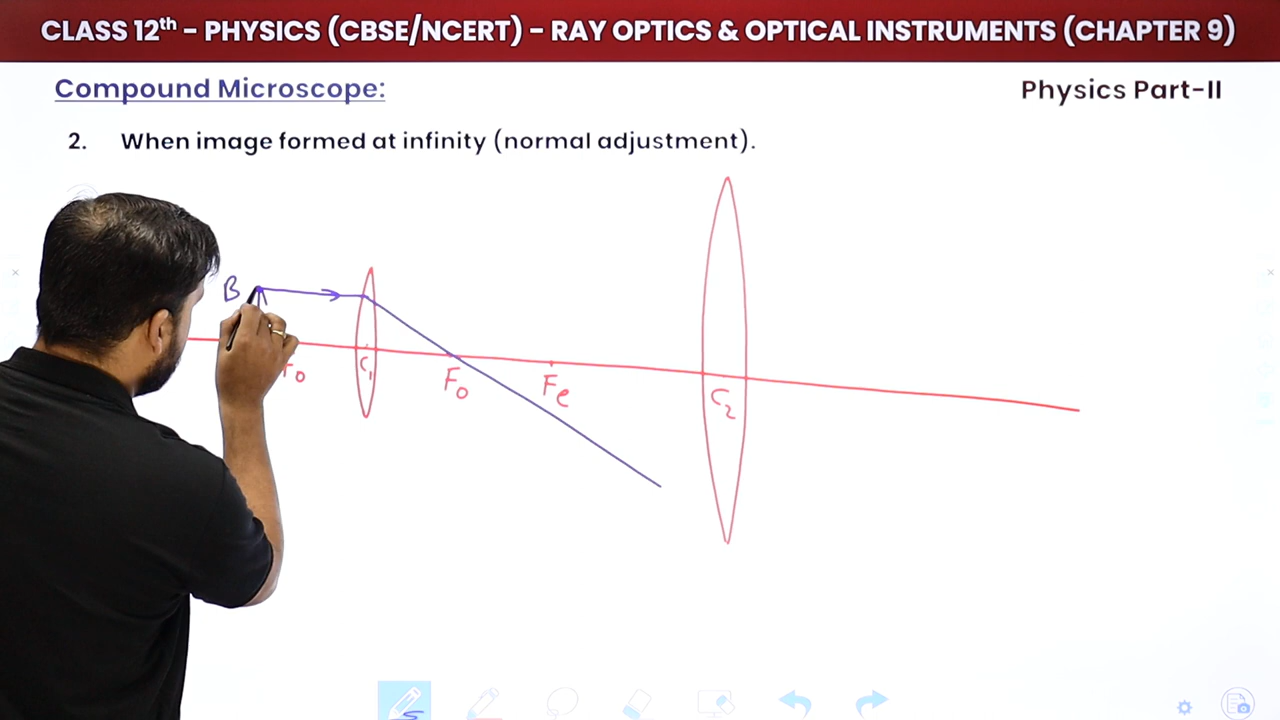 CLASS 12th – PHYSICS (CBSE/NCERT) – RAY OPTICS & OPTICAL INSTRUMENTS (CHAPTER 9)
Compound Microscope:
Physics Part-II
2. When image formed at infinity (normal adjustment).
B
Fo
C1
Fo
Fe
C2